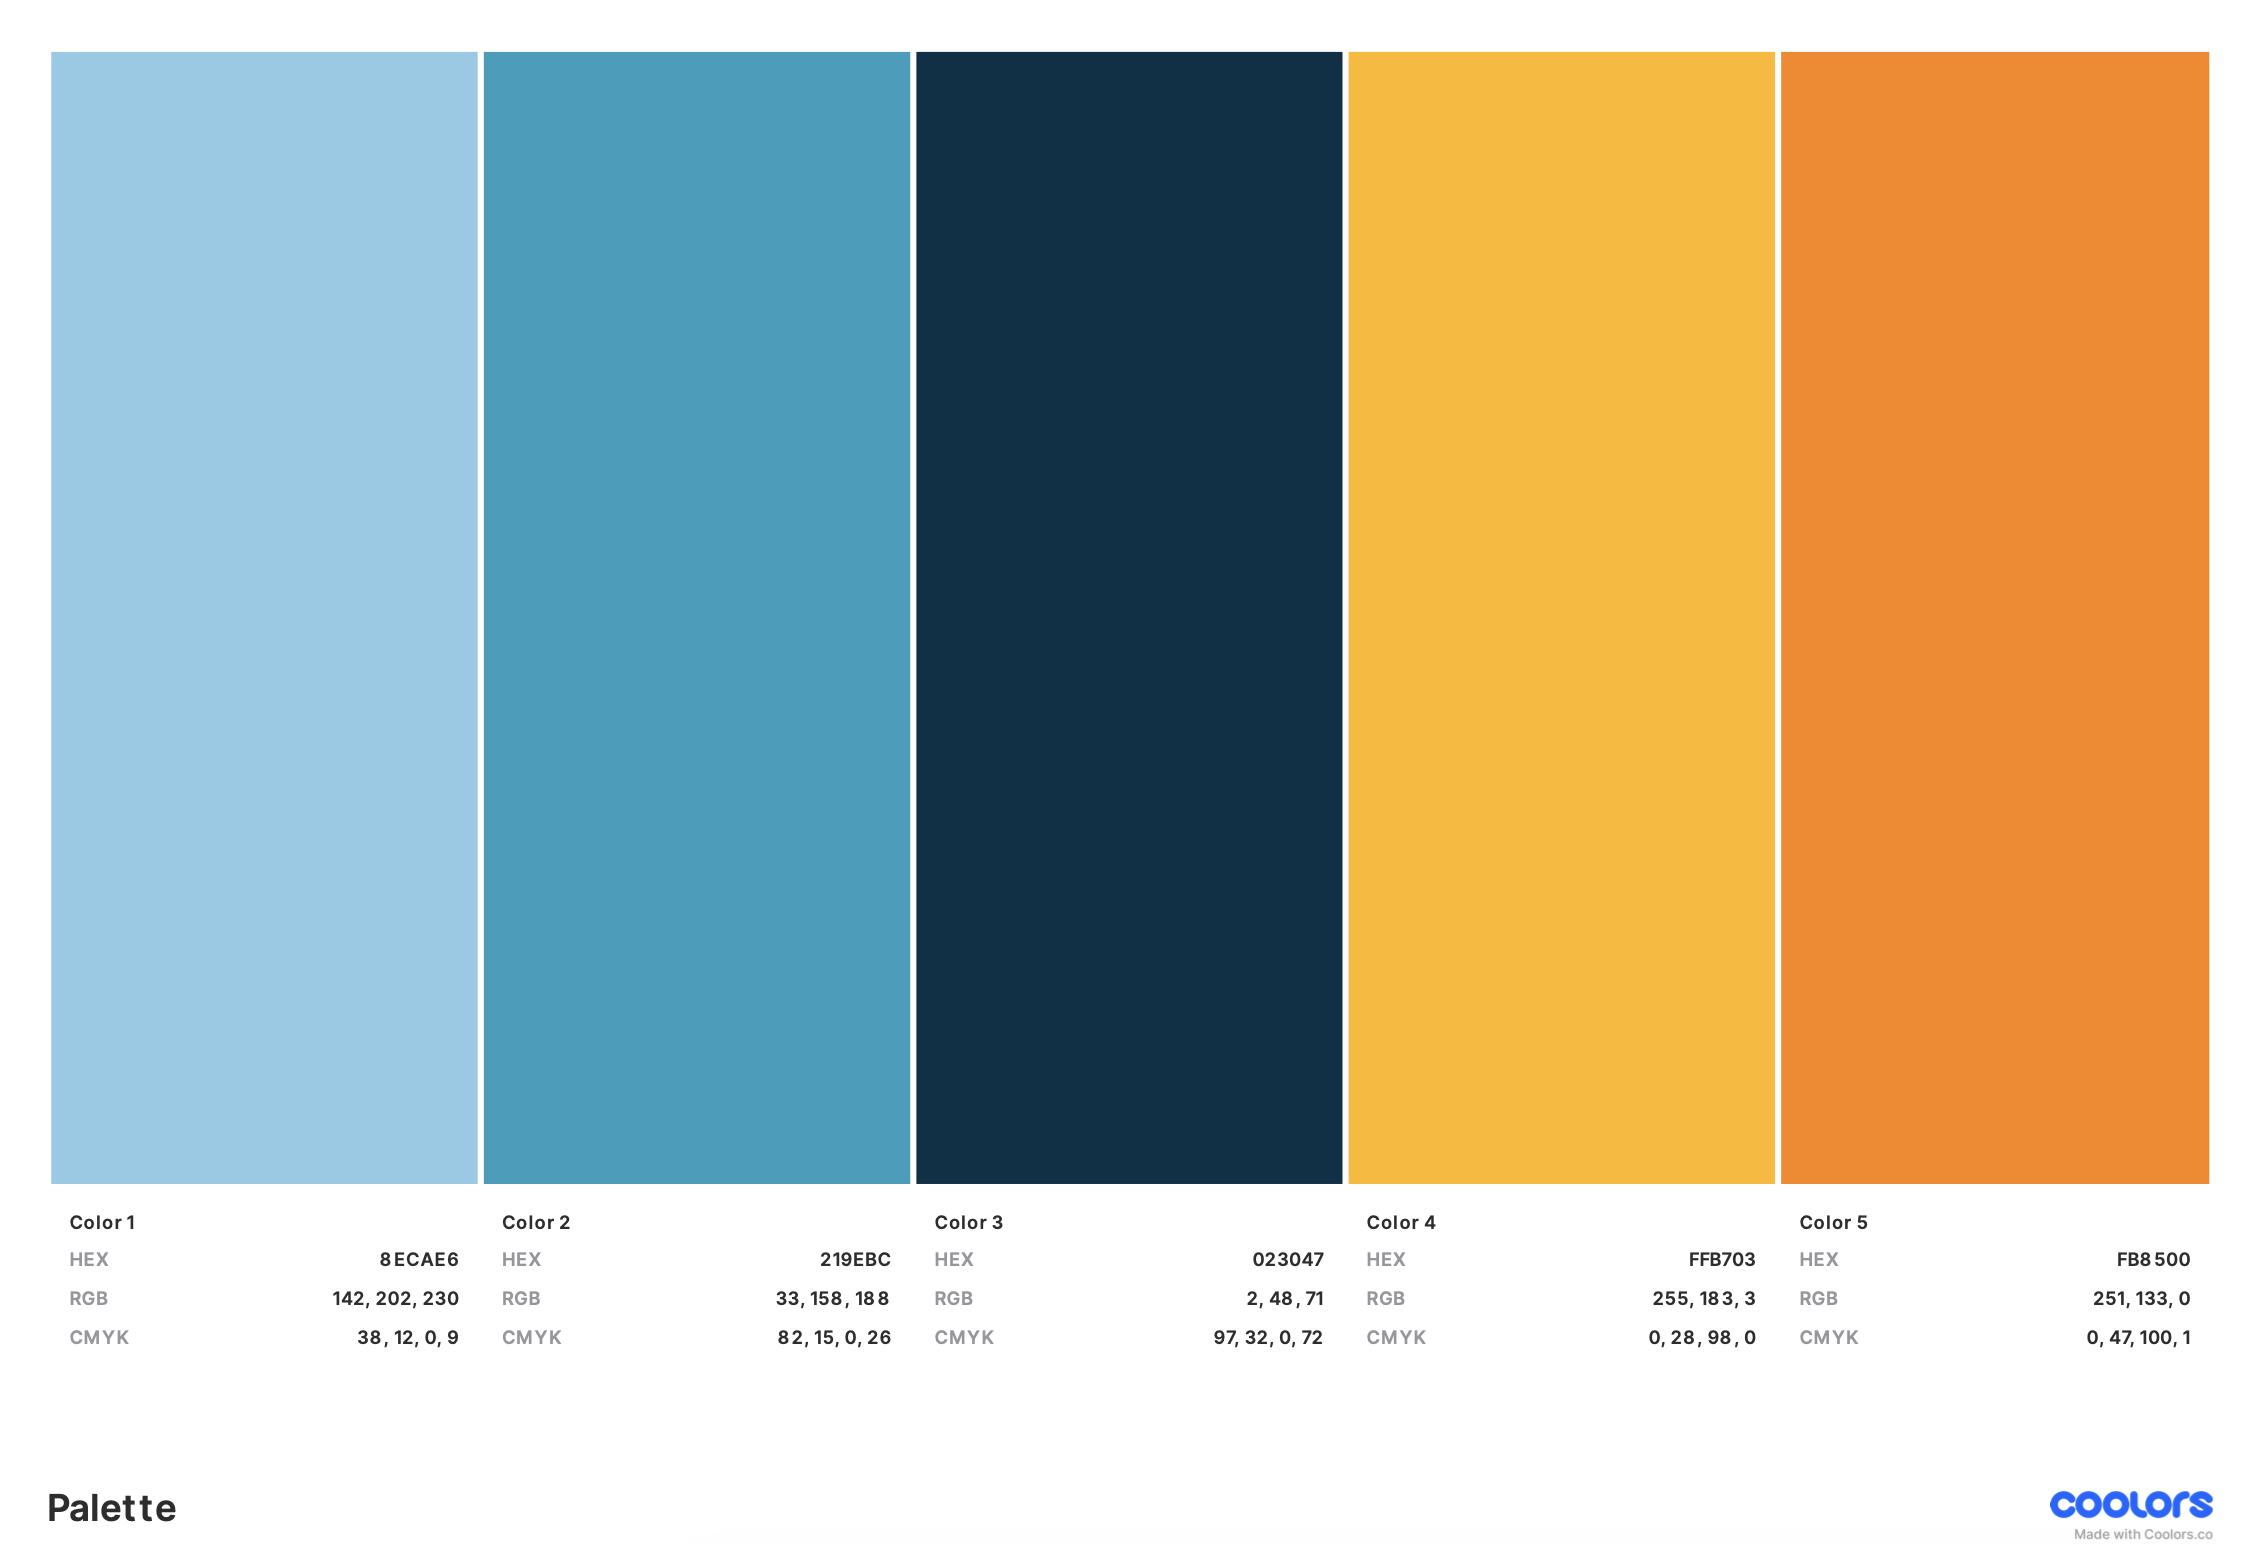 Color 1
HEX 8ECAE6
RGB 142, 202, 230
CMYK 38, 12, 0, 9
Color 2
HEX 219EBC
RGB 33, 158, 188
CMYK 82, 15, 0, 26
Color 3
HEX 023047
RGB 2, 48, 71
CMYK 97, 32, 0, 72
Color 4
HEX FFB703
RGB 255, 183, 3
CMYK 0, 28, 98, 0
Color 5
HEX FB8500
RGB 251, 133, 0
CMYK 0, 47, 100, 1
Palette
coolors
Made with Coolors.co